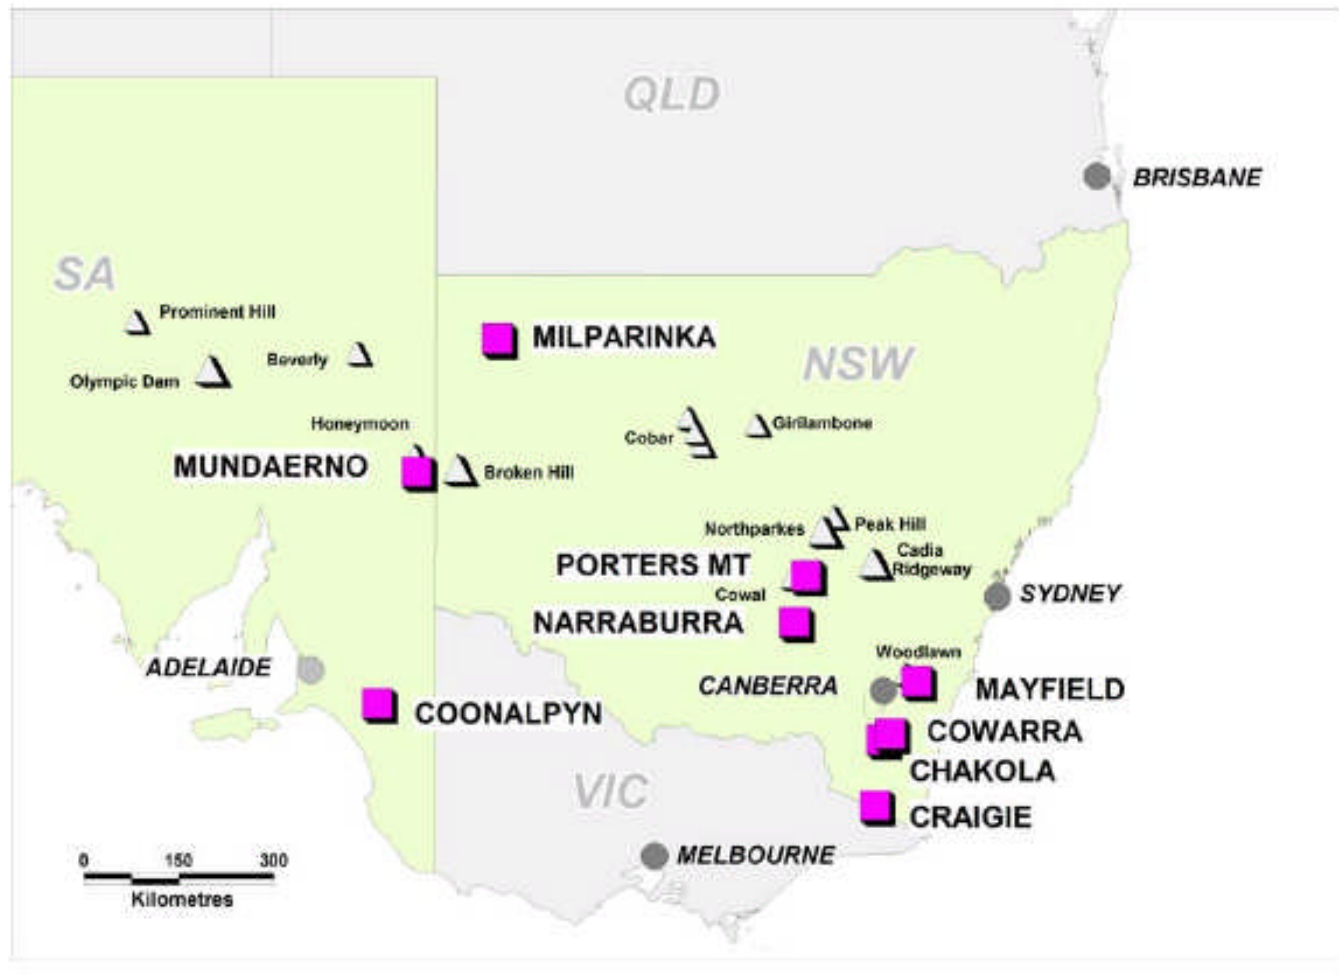 QLD
BRISBANE
SA
Prominent Hill
MILPARINKA
NSW
Beverly
Olympic Dam
Honeymoon
Cobar
Girilambone
MUNDAERNO
Broken Hill
Northparkes
Peak Hill
Cadia
Ridgeway
PORTERS MT
Cowal
SYDNEY
NARRABURRA
Woodlawn
ADELAIDE
CANBERRA
MAYFIELD
COONALPYN
COWARRA
CHAKOLA
VIC
CRAIGIE
MELBOURNE
0 150 300
Kilometres